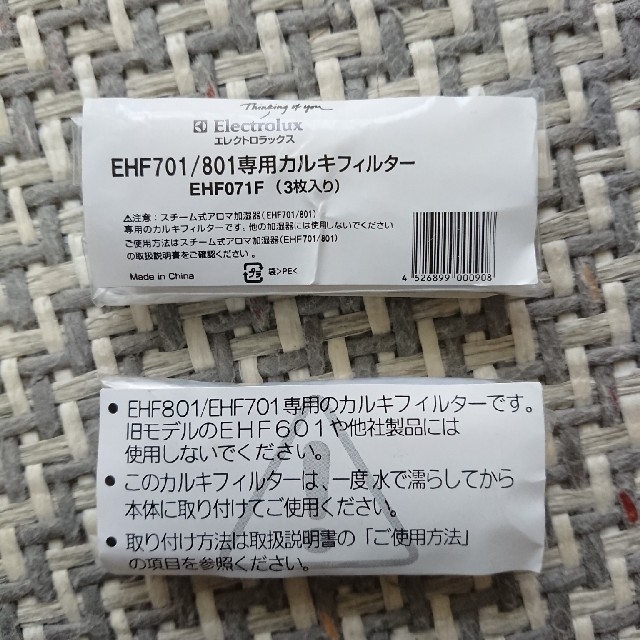 Thinking of you
Electrolux
エレクトロラックス
EHF701/801専用カルキフィルター
EHF071F（3枚入り）
⚠注意：スチーム式アロマ加湿器（EHF701/801）
専用のカルキフィルターです。他の加湿器には使用しないでください
ご使用方法はスチーム式アロマ加湿器（EHF701/801）
の取扱説明書をご確認ください。
Made in China
プラ 袋>PE<
4 526899 000908
• EHF801/EHF701専用のカルキフィルターです。
旧モデルのEHF601や他社製品には
使用しないでください。
• このカルキフィルターは、一度水で濡らしてから
本体に取り付けてご使用ください。
• 取り付け方法は取扱説明書の「ご使用方法」
の項目を参照ください。